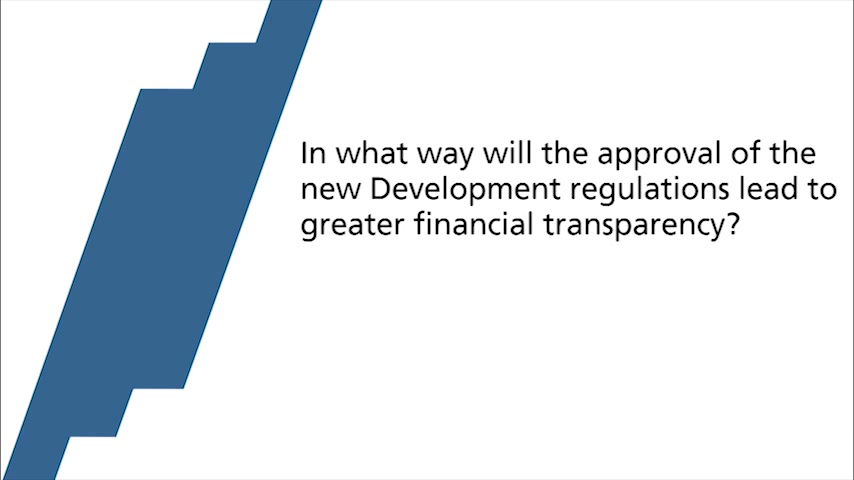 In what way will the approval of the
new Development regulations lead to
greater financial transparency?